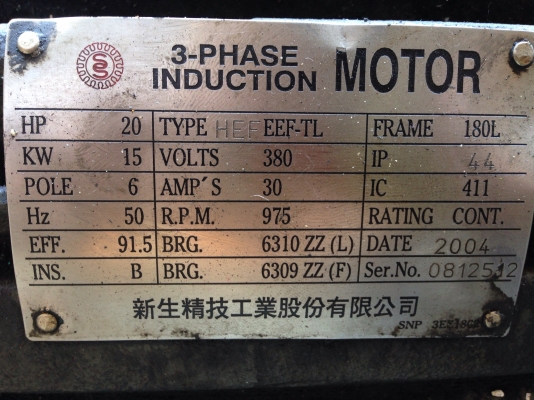 3-PHASE INDUCTION MOTOR
HP 20 TYPE HEF EEF-TL FRAME 180L
KW 15 VOLTS 380 IP 44
POLE 6 AMP'S 30 IC 411
Hz 50 R.P.M. 975 RATING CONT.
EFF. 91.5 BRG. 6310 ZZ (L) DATE 2004
INS. B BRG. 6309 ZZ (F) Ser.No. 0812512
新生精技工業股份有限公司
SNP